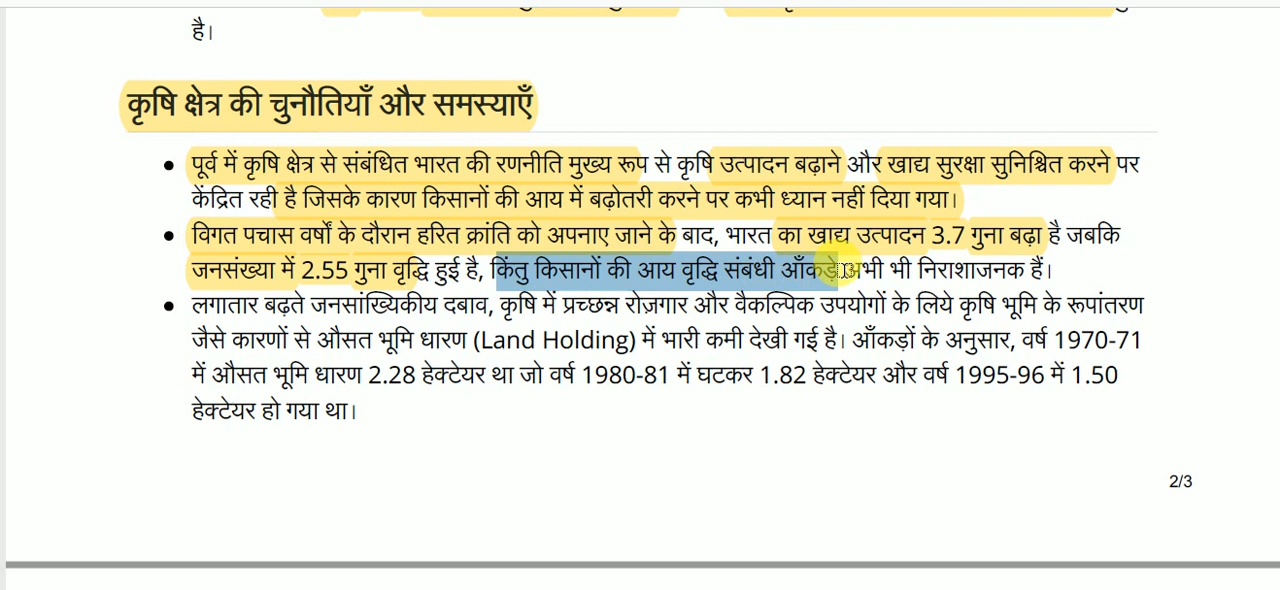 है।
कृषि क्षेत्र की चुनौतियाँ और समस्याएँ
• पूर्व में कृषि क्षेत्र से संबंधित भारत की रणनीति मुख्य रूप से कृषि उत्पादन बढ़ाने और खाद्य सुरक्षा सुनिश्चित करने पर
केंद्रित रही है जिसके कारण किसानों की आय में बढ़ोतरी करने पर कभी ध्यान नहीं दिया गया।
• विगत पचास वर्षों के दौरान हरित क्रांति को अपनाए जाने के बाद, भारत का खाद्य उत्पादन 3.7 गुना बढ़ा है जबकि
जनसंख्या में 2.55 गुना वृद्धि हुई है, किंतु किसानों की आय वृद्धि संबंधी आँकड़े अभी भी निराशाजनक हैं।
• लगातार बढ़ते जनसांख्यिकीय दबाव, कृषि में प्रच्छन्न रोज़गार और वैकल्पिक उपयोगों के लिये कृषि भूमि के रूपांतरण
जैसे कारणों से औसत भूमि धारण (Land Holding) में भारी कमी देखी गई है। आँकड़ों के अनुसार, वर्ष 1970-71
में औसत भूमि धारण 2.28 हेक्टेयर था जो वर्ष 1980-81 में घटकर 1.82 हेक्टेयर और वर्ष 1995-96 में 1.50
हेक्टेयर हो गया था।
2/3